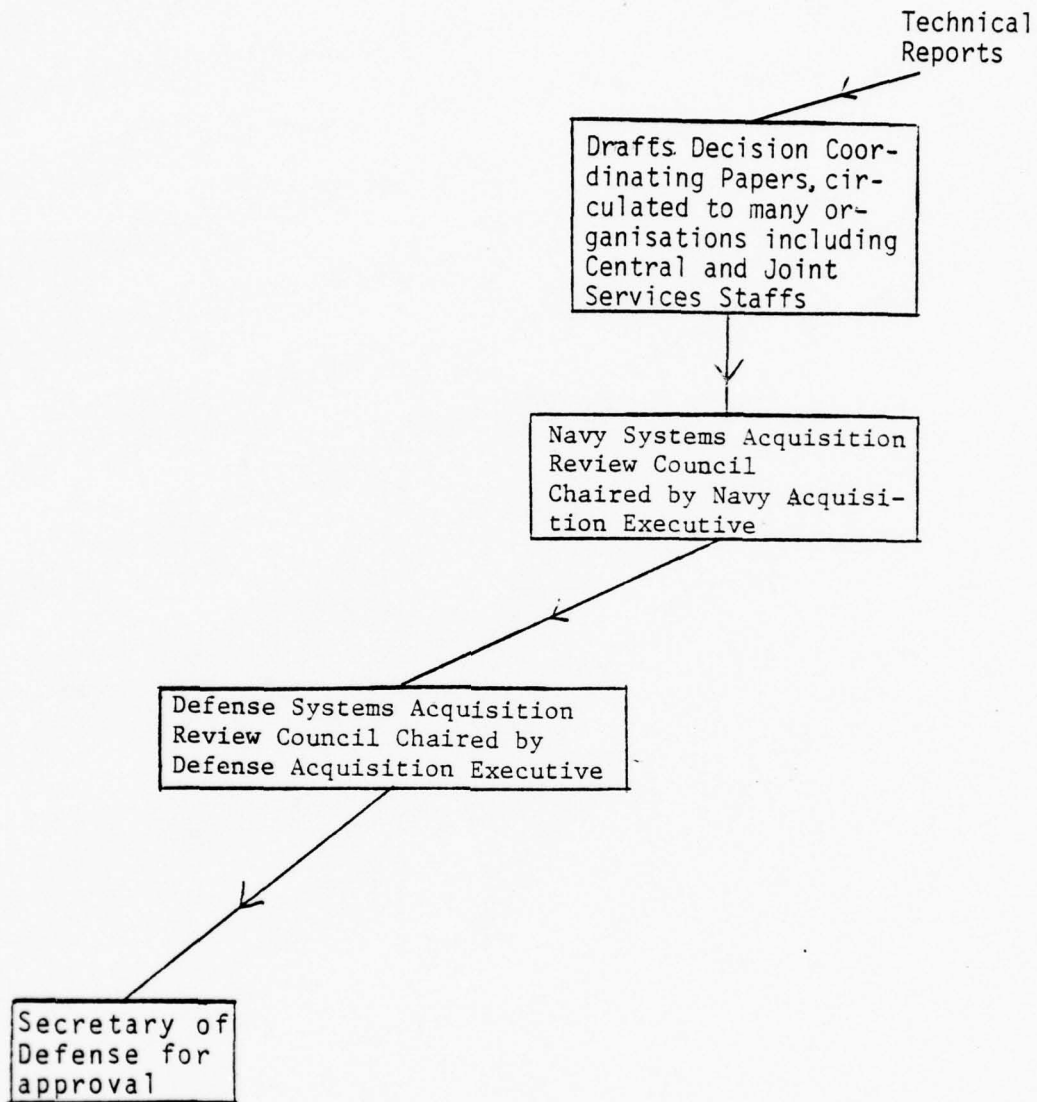 Technical
Reports
Drafts Decision Coor-
dinating Papers, cir-
culated to many or-
ganisations including
Central and Joint
Services Staffs
Navy Systems Acquisition
Review Council
Chaired by Navy Acquisi-
tion Executive
Defense Systems Acquisition
Review Council Chaired by
Defense Acquisition Executive
Secretary of
Defense for
approval